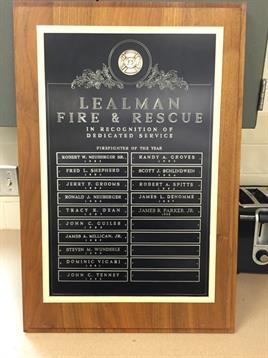 LEALMAN
FIRE & RESCUE
IN RECOGNITION OF
DEDICATED SERVICE
FIREFIGHTER OF THE YEAR
ROBERT W. NEUBERGER SR.
RANDY A. GROVES
FRED L. SHEPHERD
SCOTT J. SCHLINDWEIN
JERRY F. GROOMS
ROBERT A. SPITTS
RONALD A. NEUBERGER
JAMES L. DENOMME
TRACY R. DEAN
JAMES R. PARKER, JR.
JOHN C. GUILES
JAMES A. MILLICAN, JR.
STEVEN M. WUNDERLE
DOMINIC VICARI
JOHN C. TENNEY